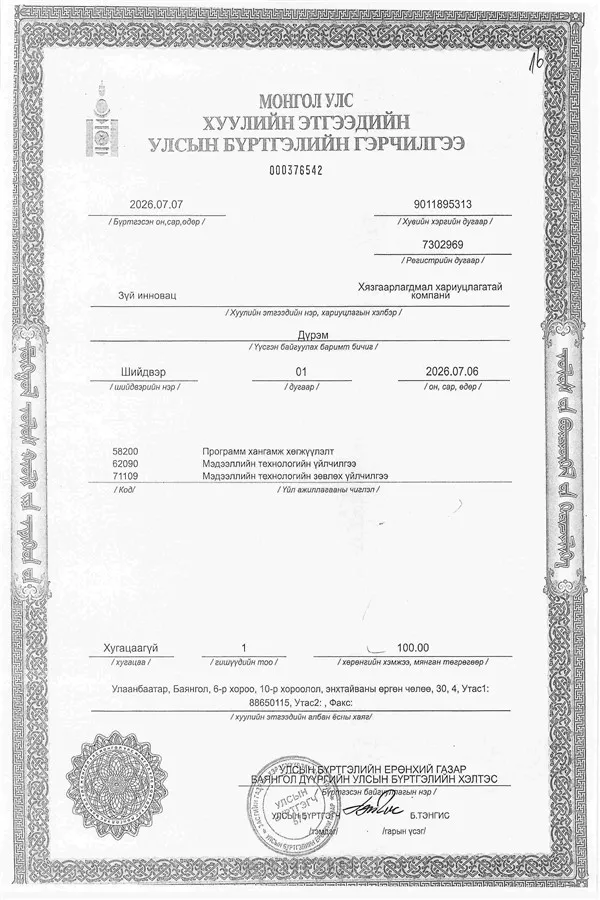 16
МОНГОЛ УЛС
ХУУЛИЙН ЭТГЭЭДИЙН
УЛСЫН БҮРТГЭЛИЙН ГЭРЧИЛГЭЭ
000376542
2026.07.07 9011895313
/ Бүртгэсэн он,сар,өдөр / / Хувийн хэргийн дугаар /
7302969
/ Регистрийн дугаар /
Зүй инновац Хязгаарлагдмал хариуцлагатай
компани
/ Хуулийн этгээдийн нэр, хариуцлагын хэлбэр /
Дүрэм
/ Үүсгэн байгуулах баримт бичиг /
Шийдвэр 01 2026.07.06
/ шийдвэрийн нэр / / дугаар / / он, сар, өдөр /
58200 Программ хангамж хөгжүүлэлт
62090 Мэдээллийн технологийн үйлчилгээ
71109 Мэдээллийн технологийн зөвлөх үйлчилгээ
/ Код/ / Үйл ажиллагааны чиглэл /
Хугацаагүй 1 100.00
/ хугацаа / / гишүүдийн тоо / / хөрөнгийн хэмжээ, мянган төгрөгөөр /
Улаанбаатар, Баянгол, 6-р хороо, 10-р хороолол, энхтайваны өргөн чөлөө, 30, 4, Утас1:
88650115, Утас2: , Факс:
/ хуулийн этгээдийн албан ёсны хаяг/
УЛСЫН БҮРТГЭЛИЙН ЕРӨНХИЙ ГАЗАР
БАЯНГОЛ ДҮҮРГИЙН УЛСЫН БҮРТГЭЛИЙН ХЭЛТЭС
/ Бүртгэсэн байгууллагын нэр /
УЛСЫН БҮРТГЭГЧ Б.ТЭНГИС
/тэмдэг/ /гарын үсэг/
УЛСЫН
БҮРТГЭГЧ